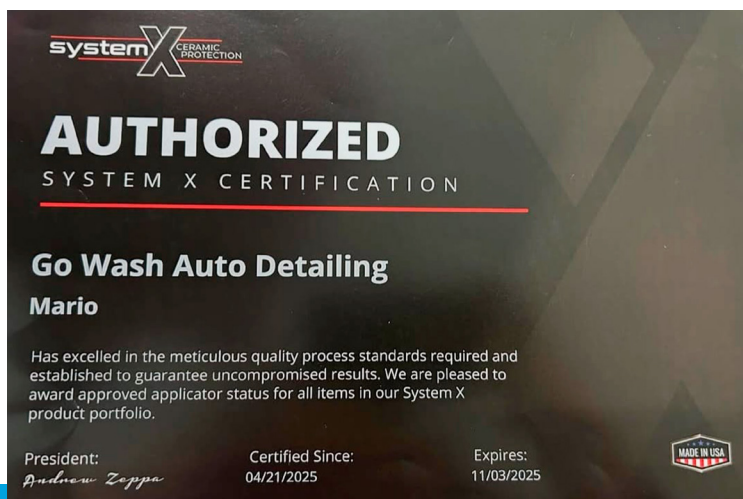 system X CERAMIC
PROTECTION
AUTHORIZED
SYSTEM X CERTIFICATION
Go Wash Auto Detailing
Mario
Has excelled in the meticulous quality process standards required and
established to guarantee uncompromised results. We are pleased to
award approved applicator status for all items in our System X
product portfolio.
President:
Andrew Zeppa
Certified Since:
04/21/2025
Expires:
11/03/2025
MADE IN USA